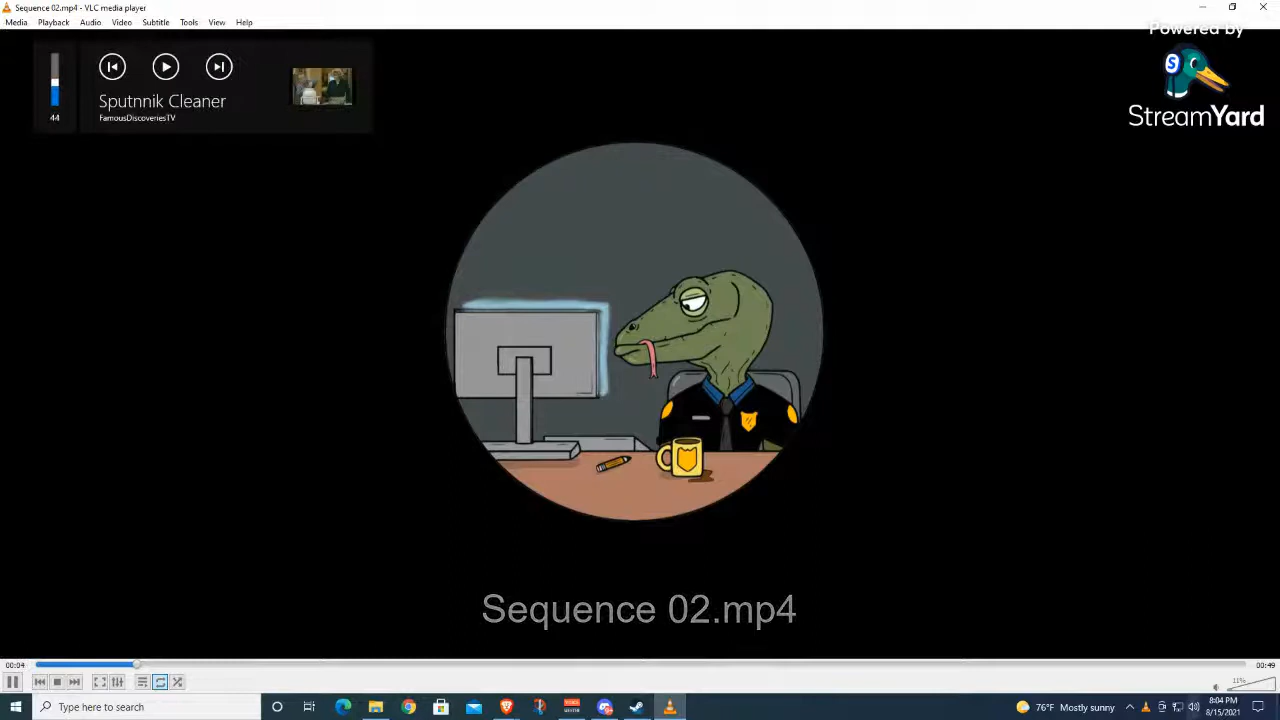 Sequence 02.mp4 - VLC media player
Media Playback Audio Video Subtitle Tools View Help
Powered by
S
StreamYard
Sputnnik Cleaner
FamousDiscoveriesTV
44
Sequence 02.mp4
00:04
00:49
11%
Type here to search
76°F Mostly sunny
8:04 PM
8/15/2021